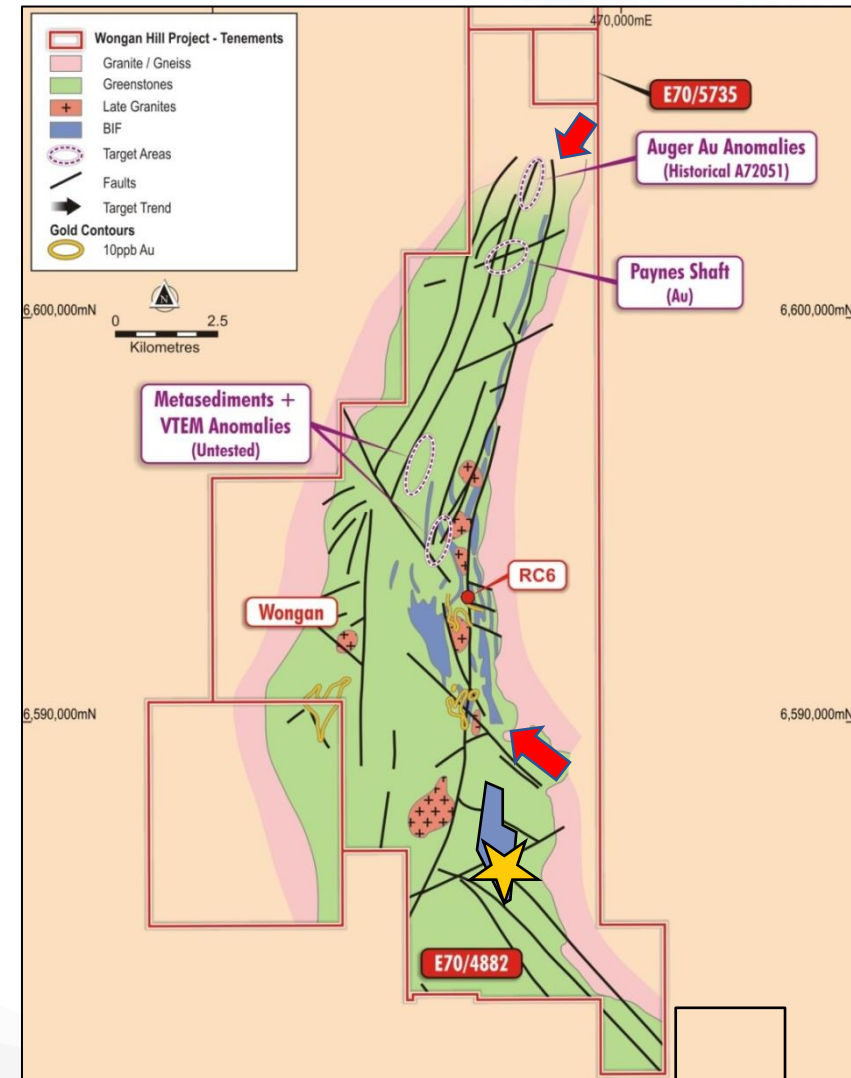 470,000mE
Wongan Hill Project - Tenements
Granite / Gneiss
Greenstones
+ Late Granites
BIF
Target Areas
Faults
Target Trend
Gold Contours
10ppb Au
N
0 2.5
Kilometres
E70/5735
Auger Au Anomalies
(Historical A72051)
Paynes Shaft
(Au)
6,600,000mN
6,600,000mN
Metasediments +
VTEM Anomalies
(Untested)
RC6
Wongan
6,590,000mN
6,590,000mN
E70/4882